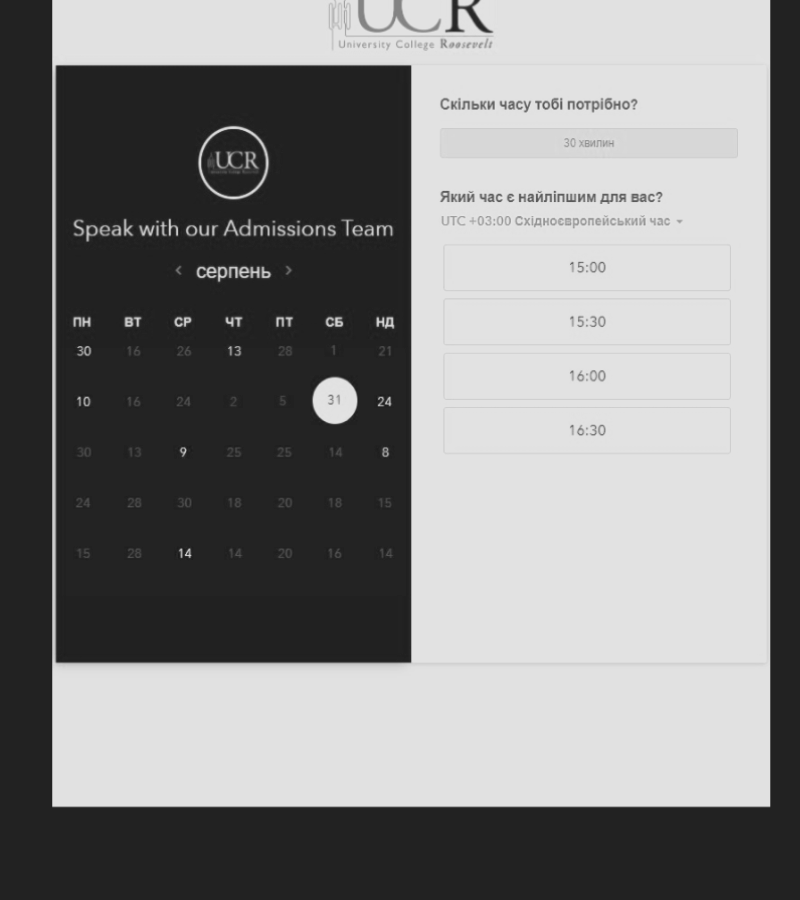 UCR
University College Roosevelt
UCR
Speak with our Admissions Team
< серпень >
ПН ВТ СР ЧТ ПТ СБ НД
30 16 26 13 28 1 21
10 16 24 2 5 31 24
30 13 9 25 25 14 8
24 28 30 18 20 18 15
15 28 14 14 20 16 14
Скільки часу тобі потрібно?
30 хвилин
Який час є найліпшим для вас?
UTC +03:00 Східноєвропейський час
15:00
15:30
16:00
16:30